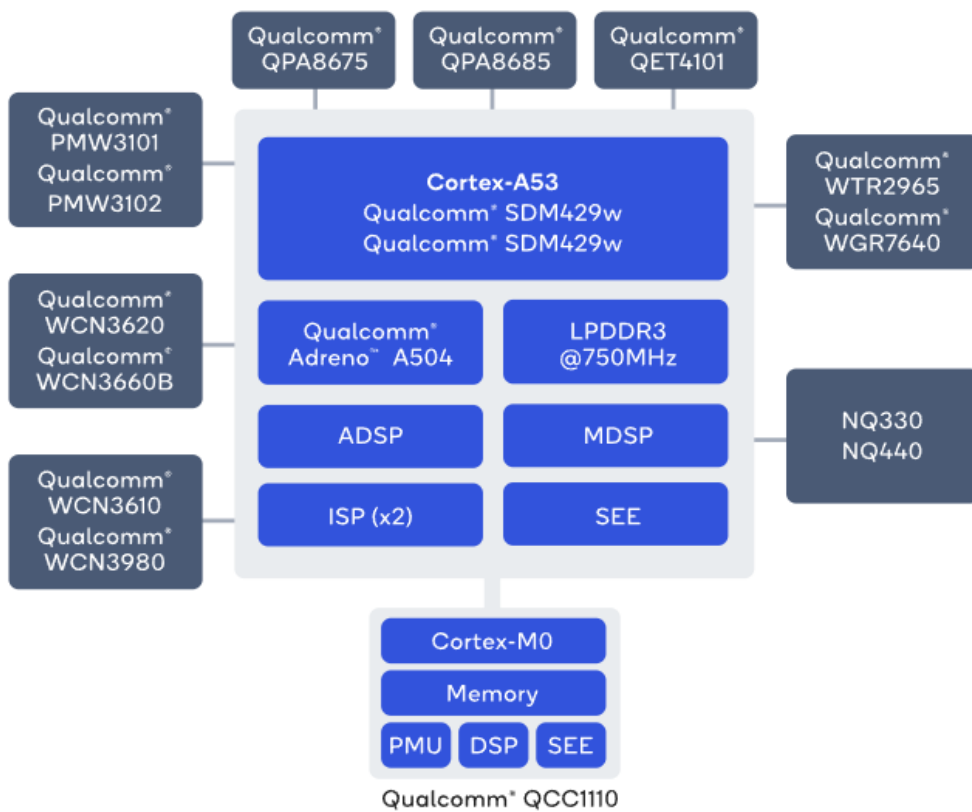 Qualcomm®
QPA8675
Qualcomm®
QPA8685
Qualcomm®
QET4101
Qualcomm®
PMW3101
Qualcomm®
PMW3102
Cortex-A53
Qualcomm® SDM429w
Qualcomm® SDM429w
Qualcomm®
WTR2965
Qualcomm®
WGR7640
Qualcomm®
WCN3620
Qualcomm®
WCN3660B
Qualcomm®
Adreno™ A504
LPDDR3
@750MHz
ADSP
MDSP
NQ330
NQ440
Qualcomm®
WCN3610
Qualcomm®
WCN3980
ISP (x2)
SEE
Cortex-M0
Memory
PMU
DSP
SEE
Qualcomm® QCC1110